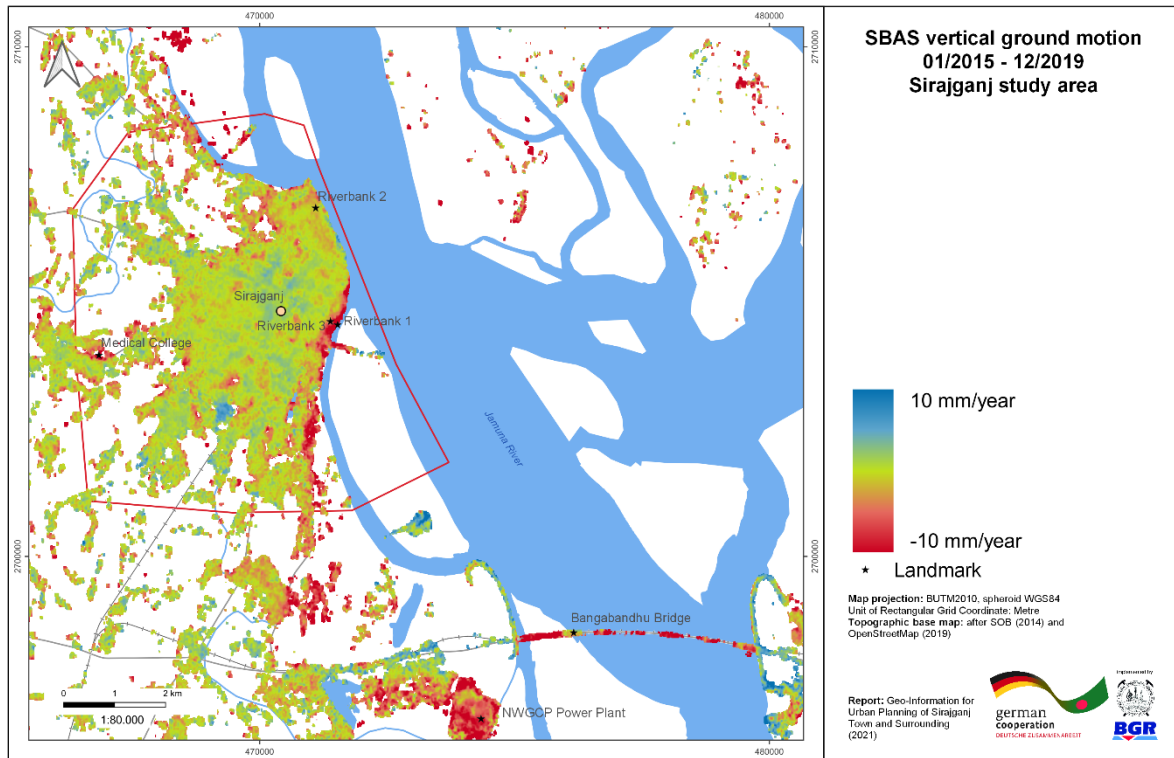 SBAS vertical ground motion
01/2015 - 12/2019
Sirajganj study area
470000
480000
2710000
2710000
Riverbank 2
Sirajganj
Riverbank 3
Riverbank 1
Medical College
Jamuna River
2700000
2700000
Bangabandhu Bridge
NWGCP Power Plant
0 1 2 km
1:80.000
470000
480000
10 mm/year
-10 mm/year
Landmark
Map projection: BUTM2010, spheroid WGS84
Unit of Rectangular Grid Coordinate: Metre
Topographic base map: after SOB (2014) and
OpenStreetMap (2019)
Report: Geo-Information for
Urban Planning of Sirajganj
Town and Surrounding
(2021)
german
cooperation
DEUTSCHE ZUSAMMENARBEIT
implemented by
BGR